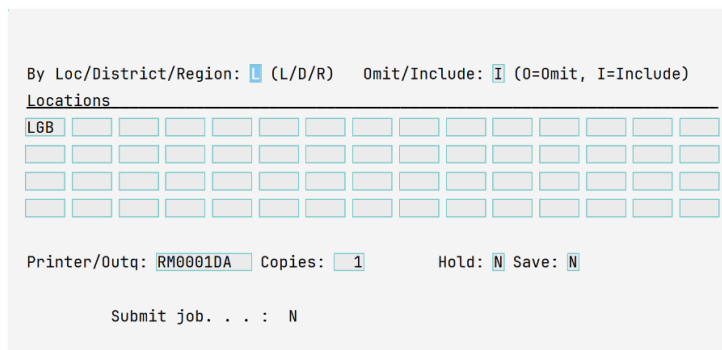 By Loc/District/Region: L (L/D/R) Omit/Include: I (O=Omit, I=Include)
Locations
LGB
Printer/Outq: RM0001DA Copies: 1 Hold: N Save: N
Submit job. . . : N